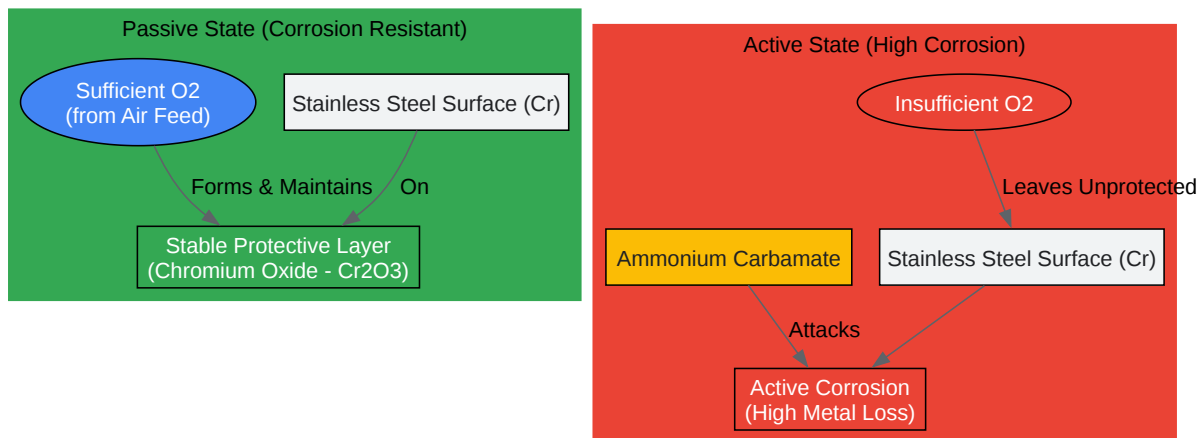 Passive State (Corrosion Resistant)
Sufficient O2
(from Air Feed)
Stainless Steel Surface (Cr)
Forms & Maintains
On
Stable Protective Layer
(Chromium Oxide - Cr2O3)
Active State (High Corrosion)
Insufficient O2
Leaves Unprotected
Ammonium Carbamate
Stainless Steel Surface (Cr)
Attacks
Active Corrosion
(High Metal Loss)